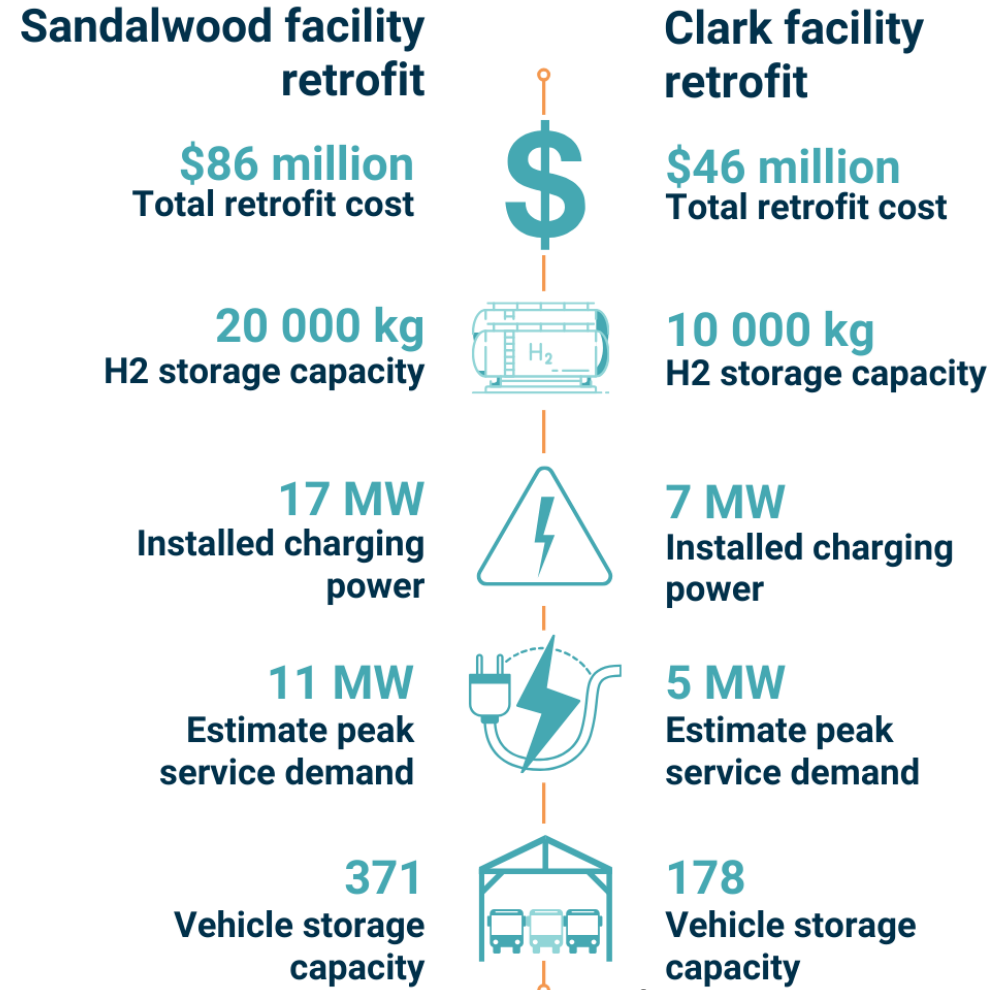 Sandalwood facility
retrofit
$86 million
Total retrofit cost
20 000 kg
H2 storage capacity
17 MW
Installed charging
power
11 MW
Estimate peak
service demand
371
Vehicle storage
capacity
Clark facility
retrofit
$46 million
Total retrofit cost
10 000 kg
H2 storage capacity
7 MW
Installed charging
power
5 MW
Estimate peak
service demand
178
Vehicle storage
capacity
$
H2